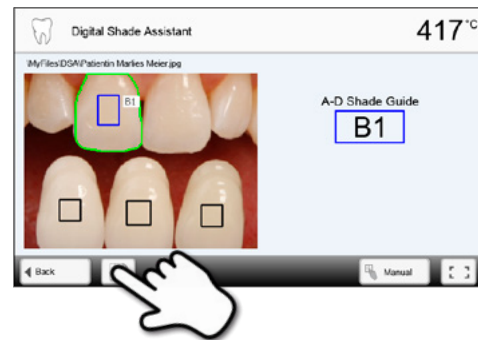 Digital Shade Assistant
417°C
\MyFiles\DSA\Patientin Marlies Meier.jpg
B1
A-D Shade Guide
B1
Back
Manual